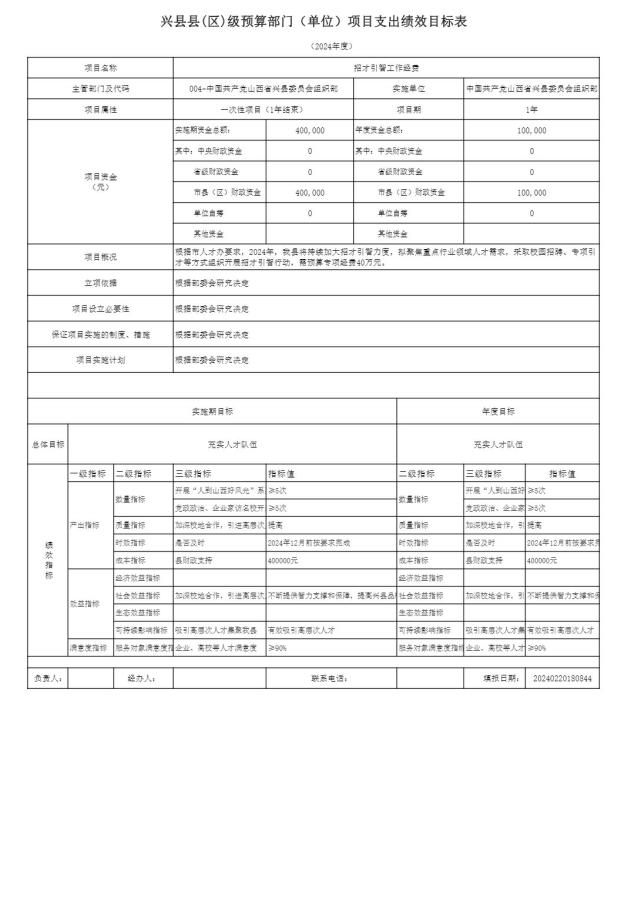 兴县县(区)级预算部门（单位）项目支出绩效目标表
（2024年度）
项目名称 招才引智工作经费
主管部门及代码 004-中国共产党山西省兴县委员会组织部 实施单位 中国共产党山西省兴县委员会组织部
项目属性 一次性项目（1年结束） 项目期 1年
项目资金（元） 实施期资金总额： 400,000 年度资金总额： 100,000
其中：中央财政资金 0 其中：中央财政资金 0
省级财政资金 0 省级财政资金 0
市县（区）财政资金 400,000 市县（区）财政资金 100,000
单位自筹 0 单位自筹 0
其他资金 其他资金
项目概况 根据市人才办要求，2024年，我县将持续加大招才引智力度，拟聚焦重点行业领域人才需求，采取校园招聘、专项引
才等方式组织开展招才引智行动。需预算专项经费40万元。
立项依据 根据部委会研究决定
项目设立必要性 根据部委会研究决定
保证项目实施的制度、措施 根据部委会研究决定
项目实施计划 根据部委会研究决定
实施期目标 年度目标
总体目标 充实人才队伍 充实人才队伍
绩效指标 一级指标 二级指标 三级指标 指标值 二级指标 三级指标 指标值
产出指标 数量指标 开展“人到山西好风光”系 ≥5次 数量指标 开展“人到山西好 ≥5次
党政政治、企业家访名校开 ≥5次 党政政治、企业家 ≥5次
质量指标 加深校地合作，引进高层次 提高 质量指标 加深校地合作，引 提高
时效指标 是否及时 2024年12月前按要求完成 时效指标 是否及时 2024年12月前按要求完
成本指标 县财政支持 400000元 成本指标 县财政支持 400000元
效益指标 经济效益指标 经济效益指标
社会效益指标 加深校地合作，引进高层次 不断提供智力支撑和保障，提高兴县品 社会效益指标 加深校地合作，引 不断提供智力支撑和保
生态效益指标 生态效益指标
可持续影响指标 吸引高层次人才集聚我县 有效吸引高层次人才 可持续影响指标 吸引高层次人才集 有效吸引高层次人才
满意度指标 服务对象满意度指 企业、高校等人才满意度 ≥90% 服务对象满意度指标 企业、高校等人才 ≥90%
负责人： 经办人： 联系电话： 填报日期： 20240220180844